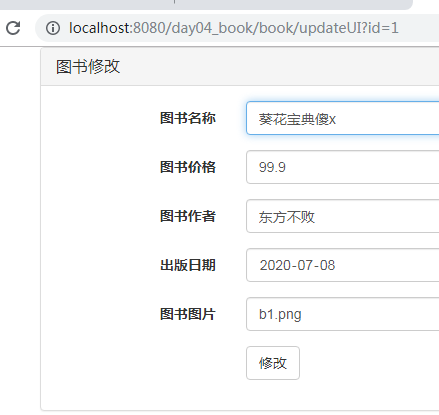 localhost:8080/day04_book/book/updateUI?id=1
图书修改
图书名称 葵花宝典傻x
图书价格 99.9
图书作者 东方不败
出版日期 2020-07-08
图书图片 b1.png
修改